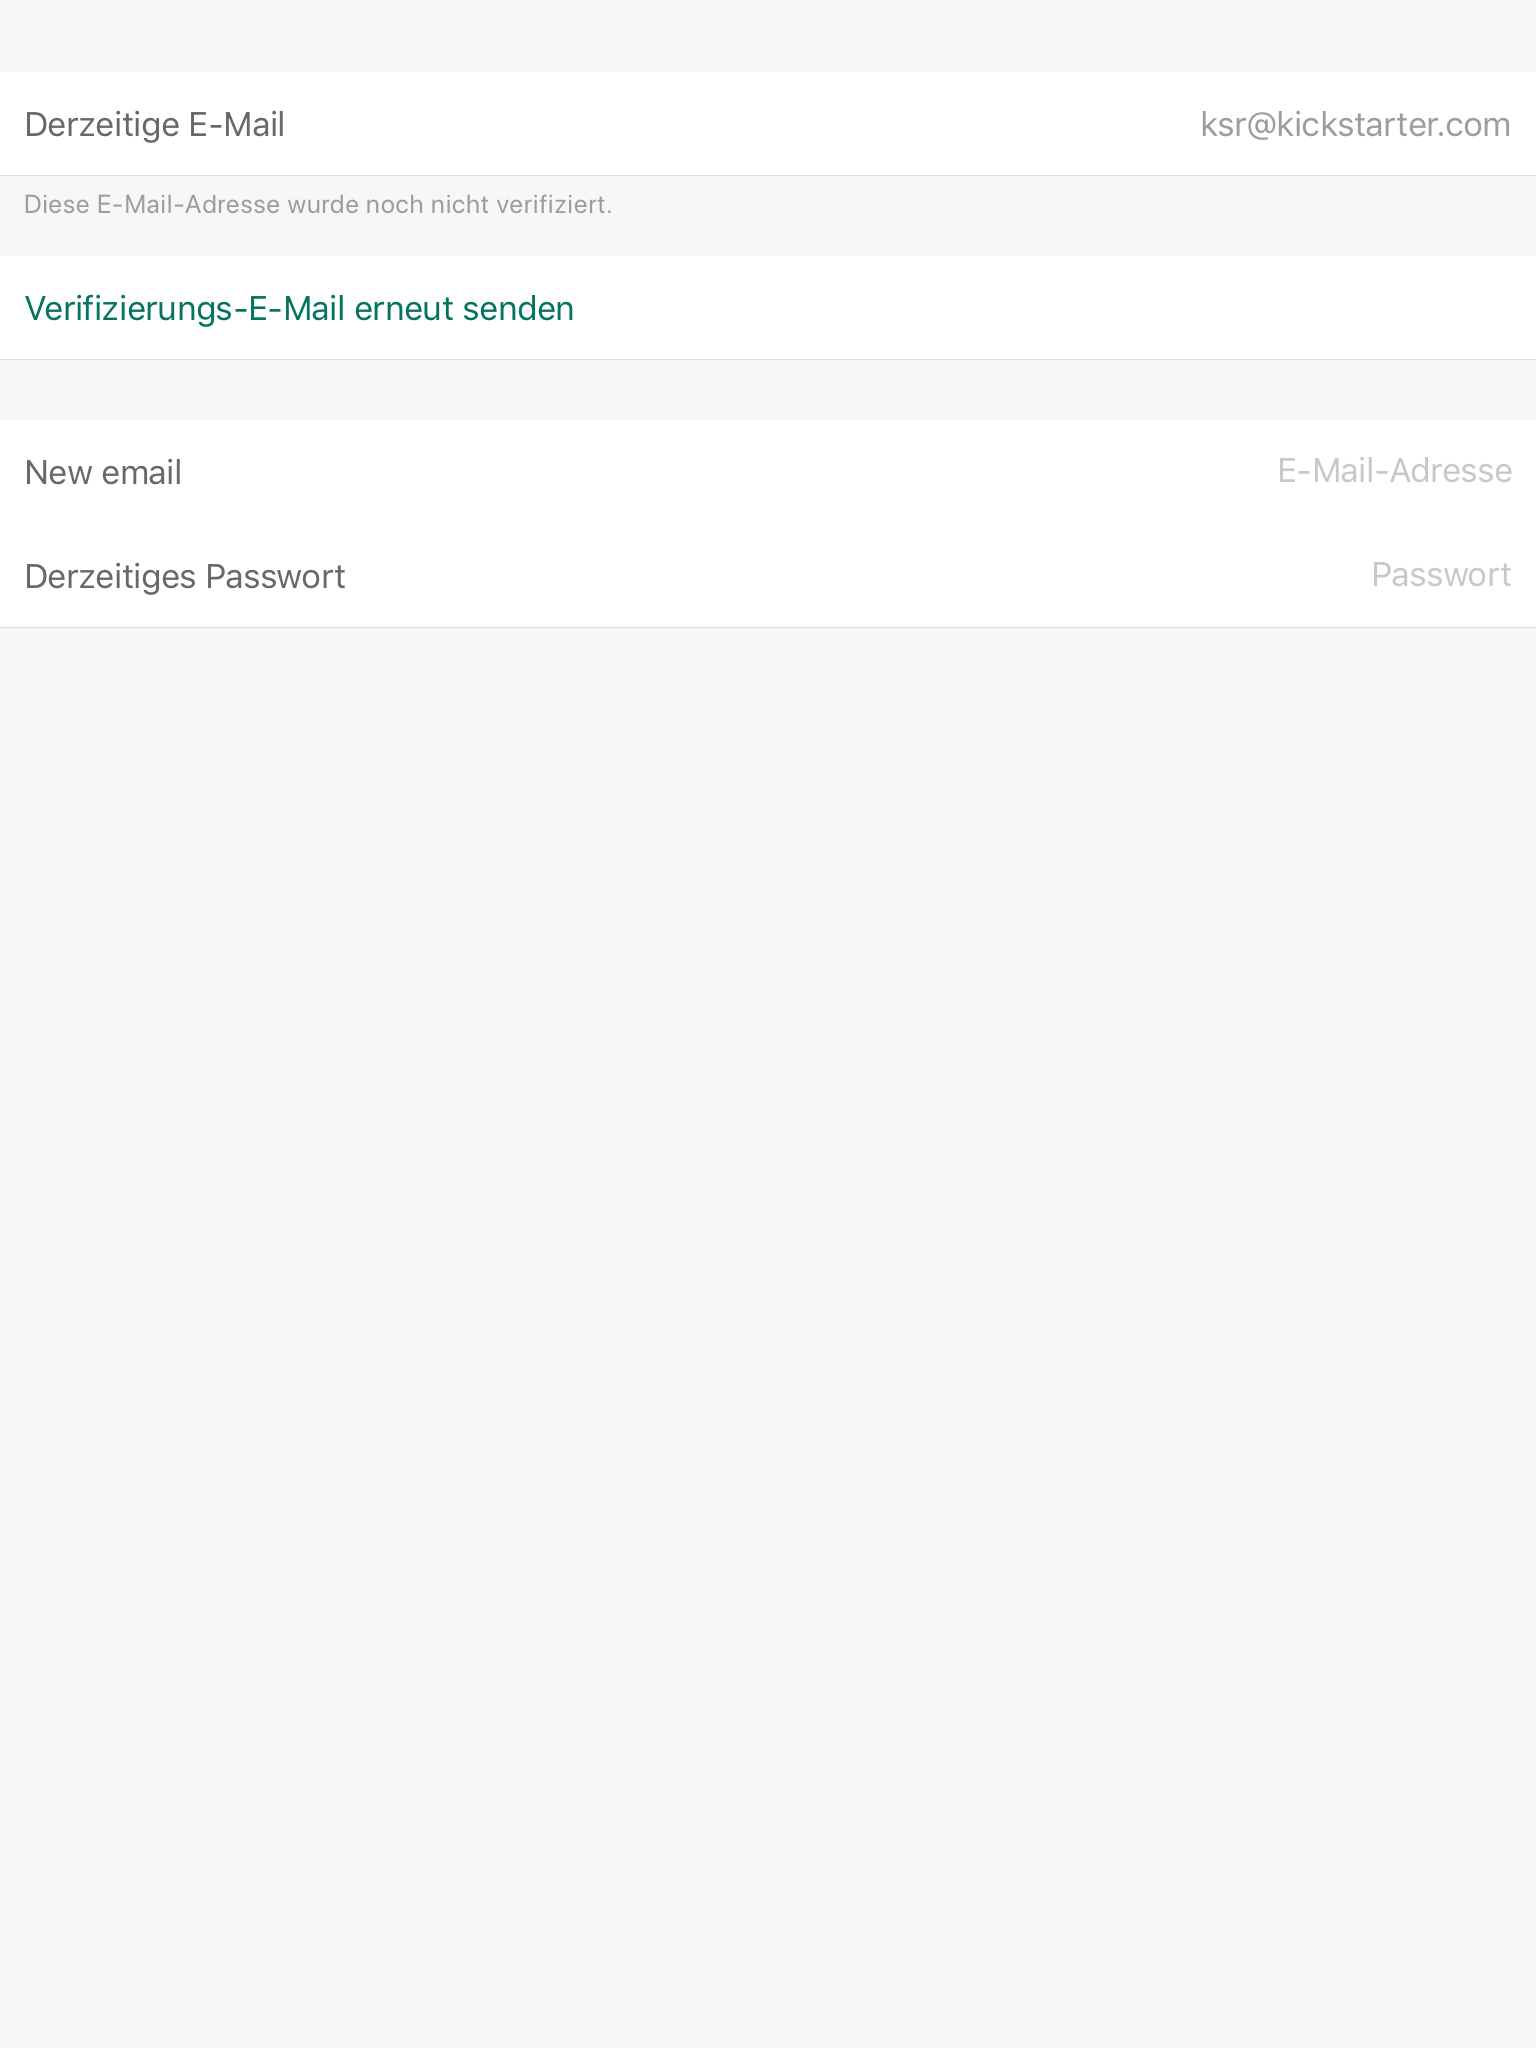 Derzeitige E-Mail ksr@kickstarter.com
Diese E-Mail-Adresse wurde noch nicht verifiziert.
Verifizierungs-E-Mail erneut senden
New email E-Mail-Adresse
Derzeitiges Passwort Passwort